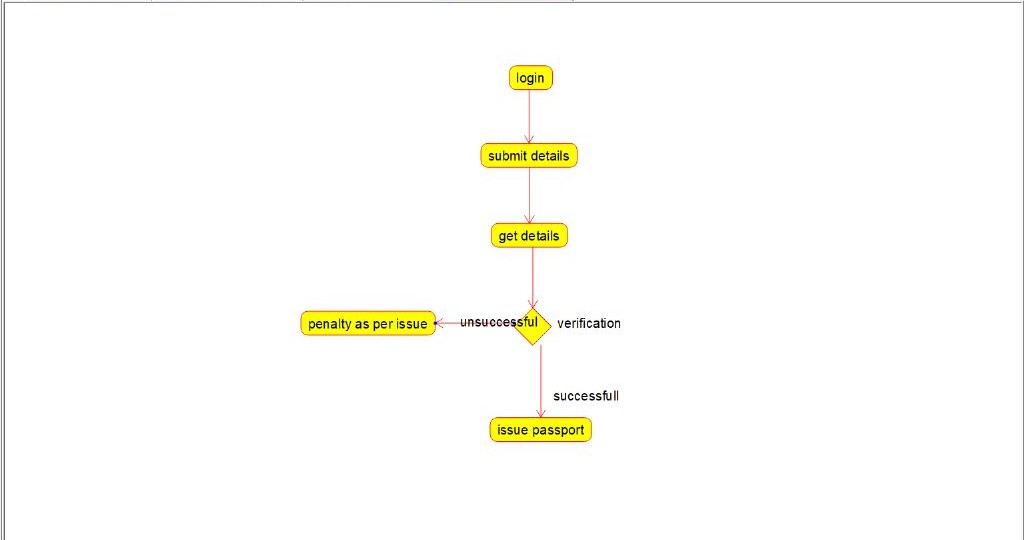 login
submit details
get details
penalty as per issue
unsuccessful
verification
successfull
issue passport